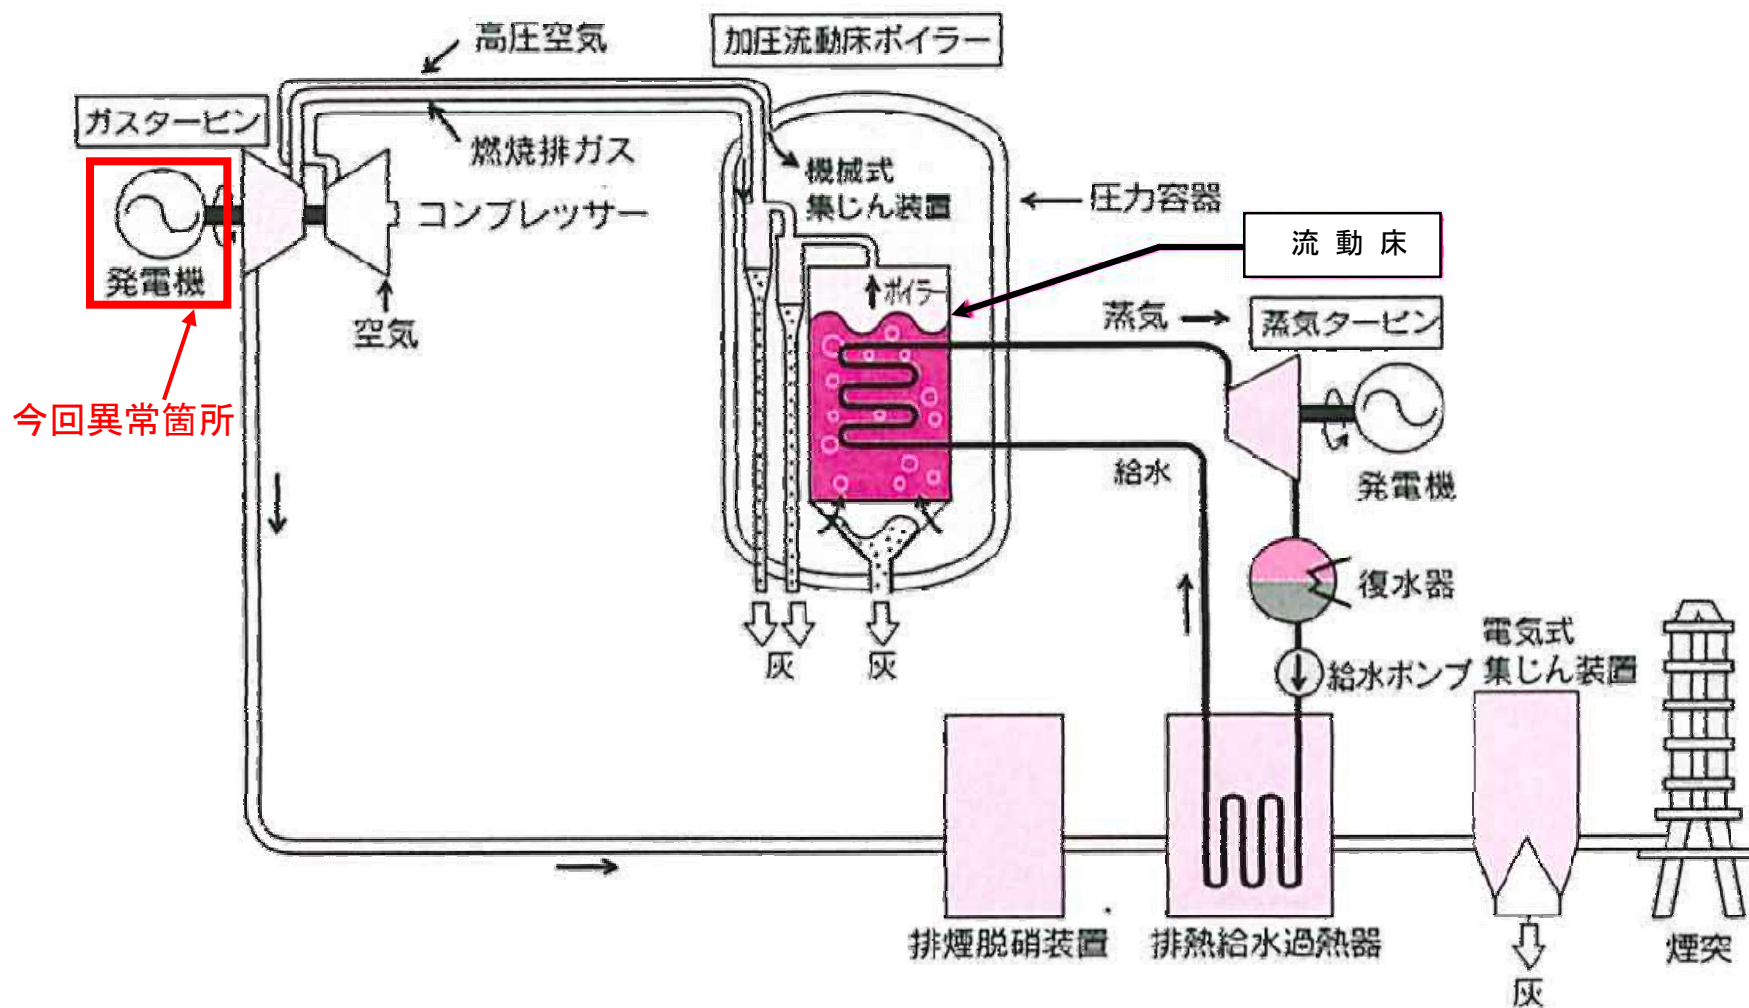 高圧空気
加圧流動床ボイラー
ガスタービン
燃焼排ガス
機械式
集じん装置
圧力容器
コンプレッサー
流動床
発電機
ボイラー
空気
蒸気
蒸気タービン
今回異常箇所
給水
発電機
復水器
灰
灰
給水ポンプ
電気式
集じん装置
排煙脱硝装置
排熱給水過熱器
煙突
灰